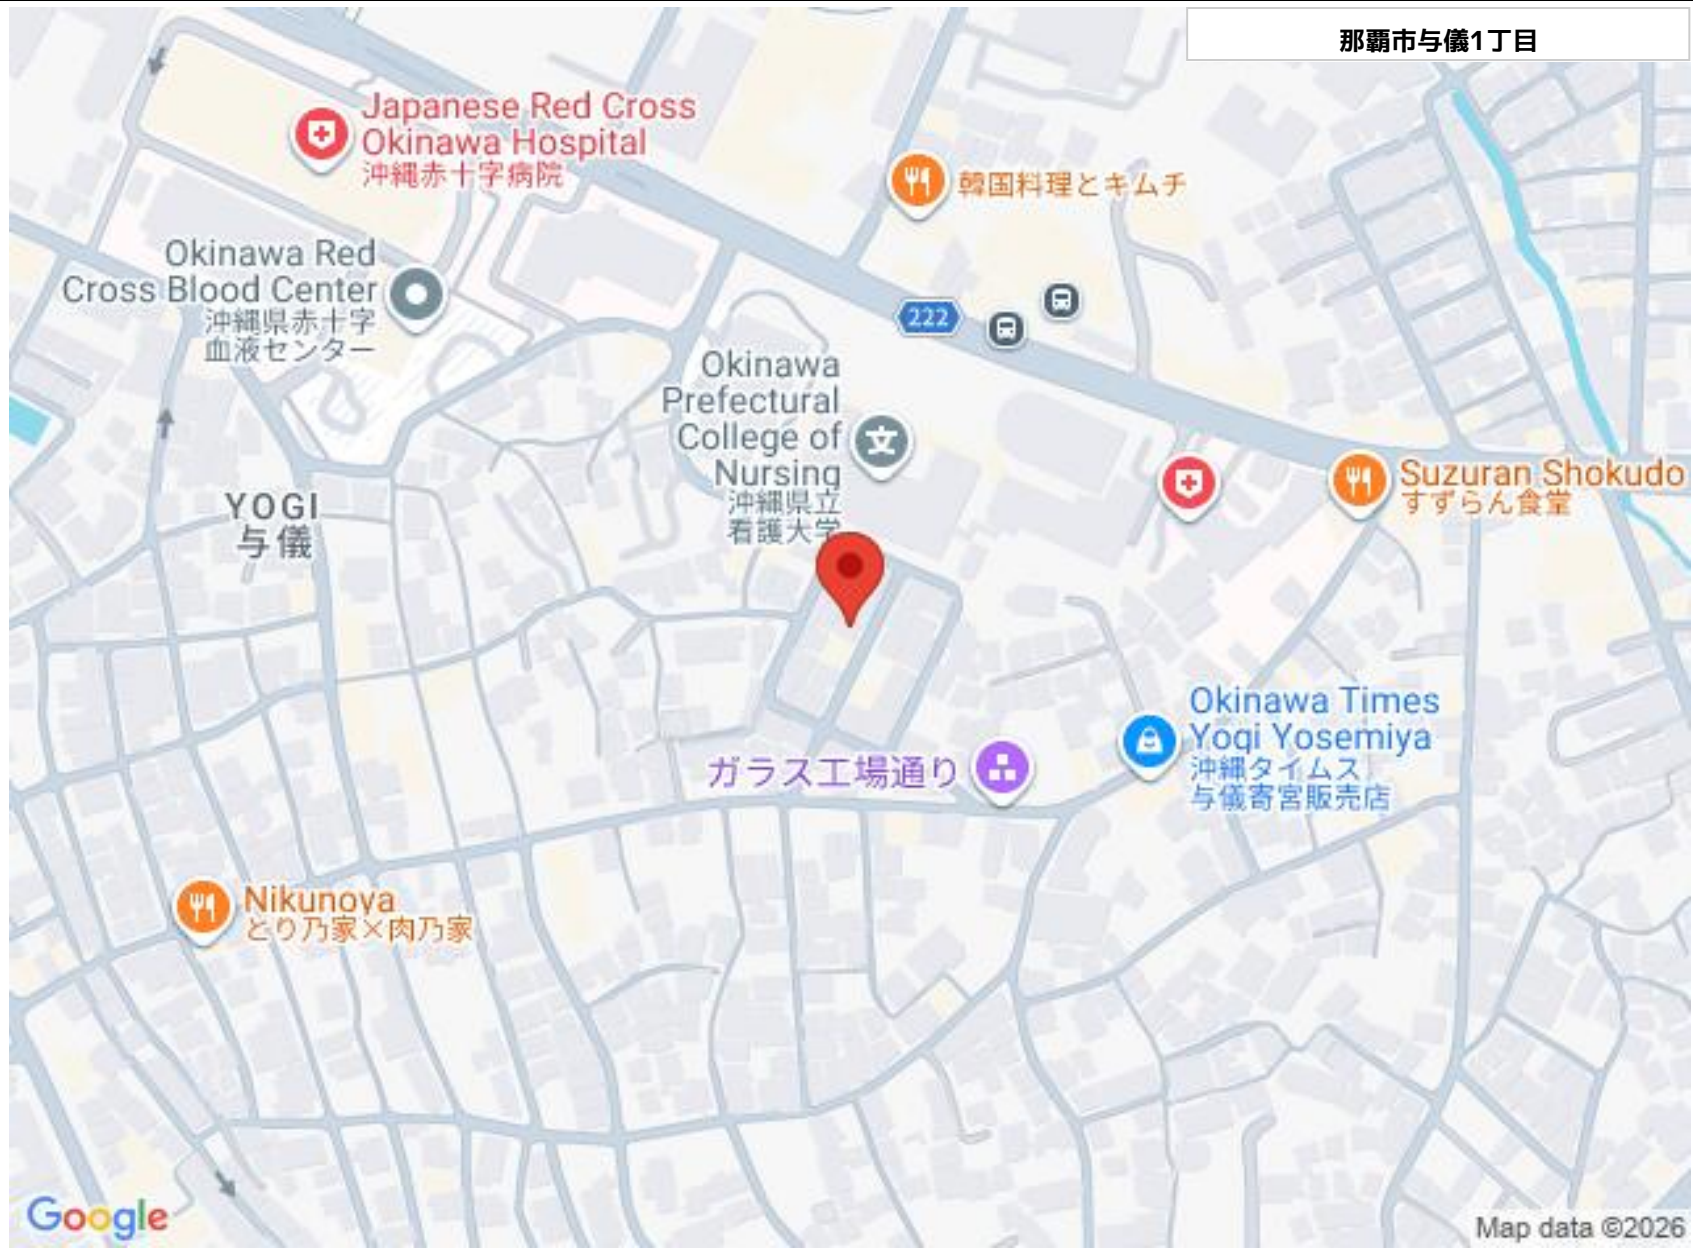 那覇市与儀1丁目
Japanese Red Cross
Okinawa Hospital
沖縄赤十字病院
韓国料理とキムチ
Okinawa Red
Cross Blood Center
沖縄県赤十字
血液センター
222
Okinawa
Prefectural
College of
Nursing
沖縄県立
看護大学
文
Suzuran Shokudo
すずらん食堂
YOGI
与儀
Okinawa Times
Yogi Yosemiya
沖縄タイムス
与儀寄宮販売店
ガラス工場通り
Nikunoya
とり乃家×肉乃家
Google
Map data ©2026